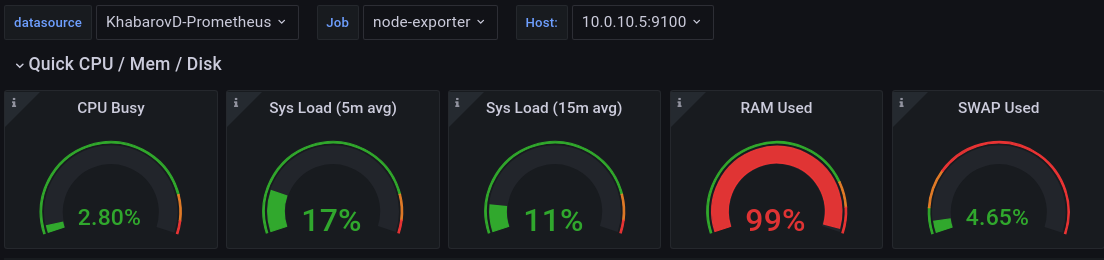 datasource KhabarovD-Prometheus Job node-exporter Host: 10.0.10.5:9100
Quick CPU / Mem / Disk
i CPU Busy i Sys Load (5m avg) i Sys Load (15m avg) i RAM Used i SWAP Used
2.80% 17% 11% 99% 4.65%